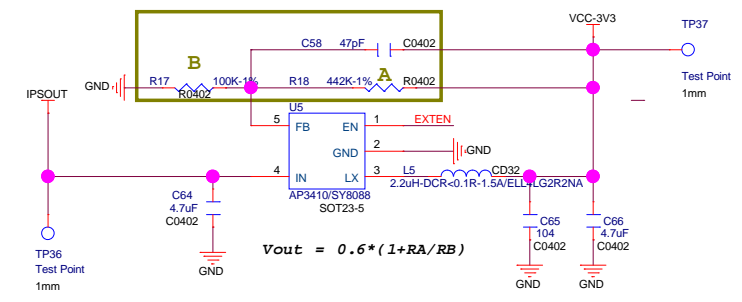 VCC-3V3
TP37
C58 47pF C0402
B
A
R17 100K-1% R18 442K-1% R0402
GND
R0402
Test Point
1mm
IPSOUT
U5
5 FB EN 1 EXTEN
GND 2 GND
4 IN LX 3 L5 CD32
2.2uH-DCR<0.1R-1.5A/ELL4LG2R2NA
AP3410/SY8088
SOT23-5
C64
4.7uF
C0402
C65
104
C0402
C66
4.7uF
C0402
TP36
Test Point
1mm
GND
Vout = 0.6*(1+RA/RB)
GND
GND